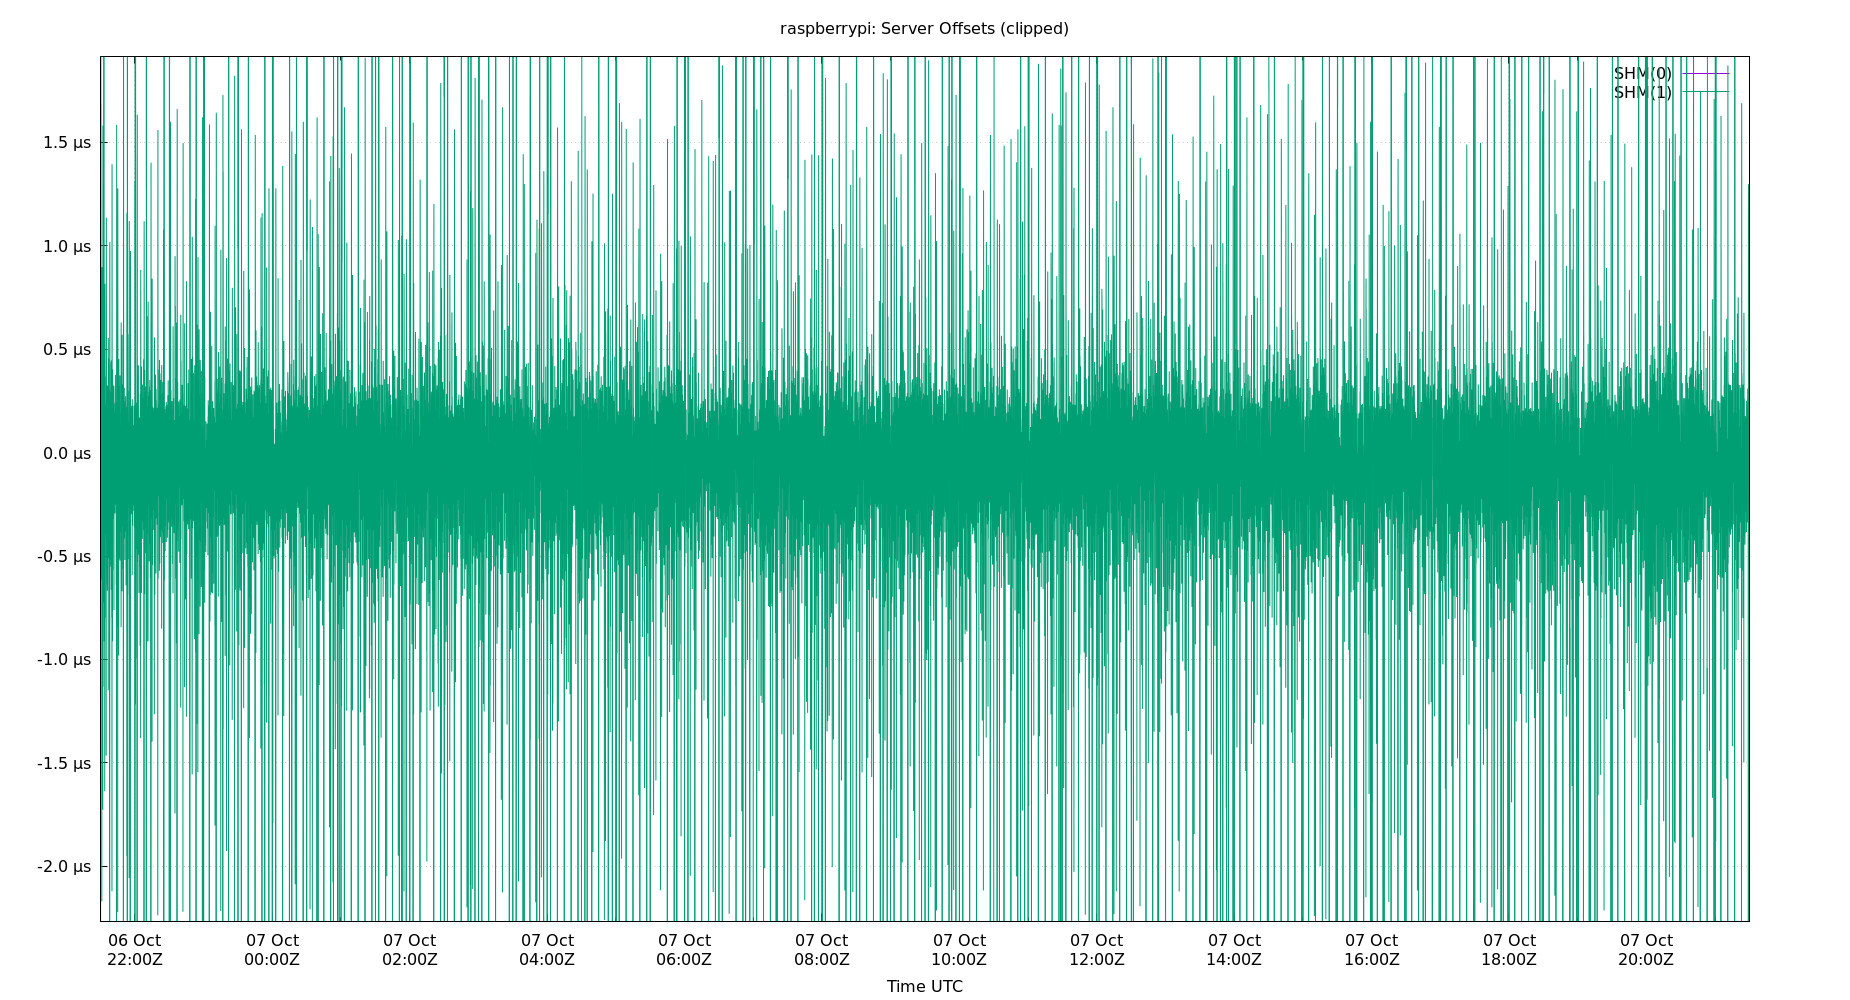 raspberrypi: Server Offsets (clipped)
SHM(0)
SHM(1)
1.5 µs
1.0 µs
0.5 µs
0.0 µs
-0.5 µs
-1.0 µs
-1.5 µs
-2.0 µs
06 Oct 07 Oct 07 Oct 07 Oct 07 Oct 07 Oct 07 Oct 07 Oct 07 Oct 07 Oct 07 Oct 07 Oct
22:00Z 00:00Z 02:00Z 04:00Z 06:00Z 08:00Z 10:00Z 12:00Z 14:00Z 16:00Z 18:00Z 20:00Z
Time UTC